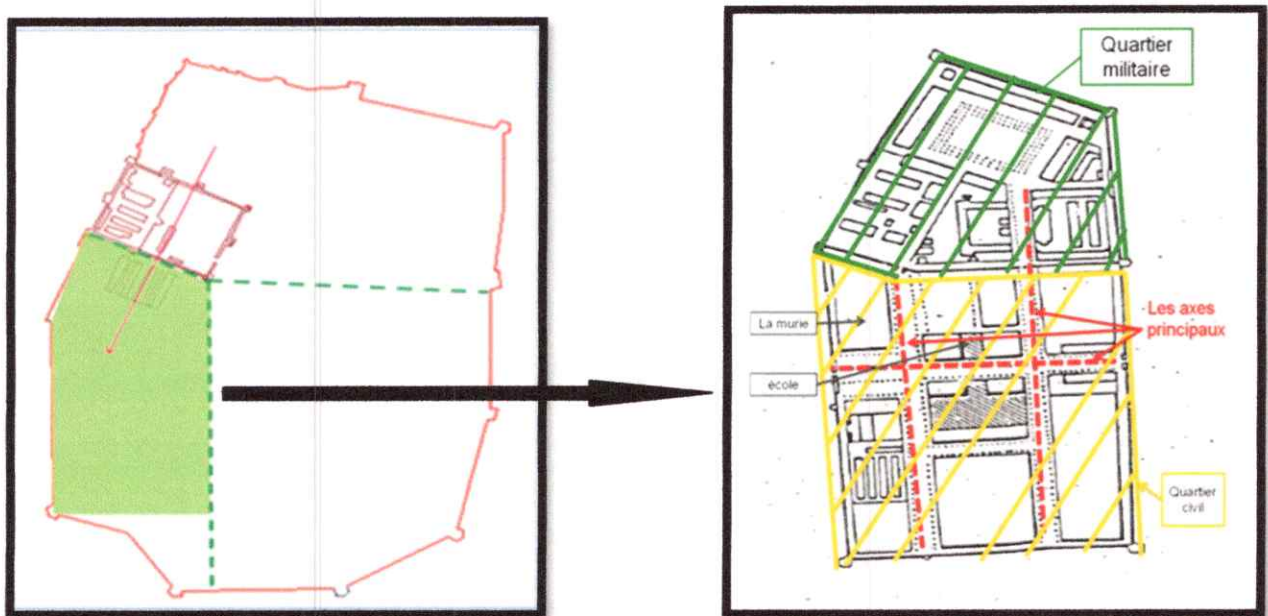 Quartier
militaire
La murie
Les axes
principaux
école
Quartier
civil